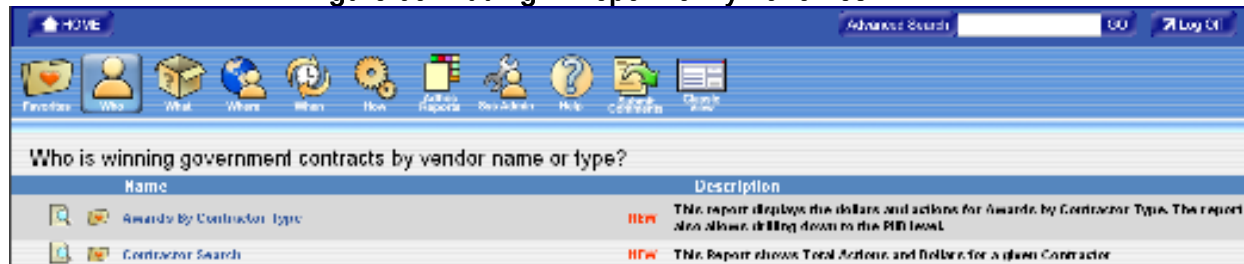 HOME Advanced Search GO Log Off
Favorites Who What Where When How Adhoc Reports Sys Admin Help Submit Comments Classic View
Who is winning government contracts by vendor name or type?
Name Description
Awards By Contractor Type NEW This report displays the dollars and actions for Awards by Contractor Type. The report
also allows drilling down to the PIID level.
Contractor Search NEW This Report shows Total Actions and Dollars for a given Contractor